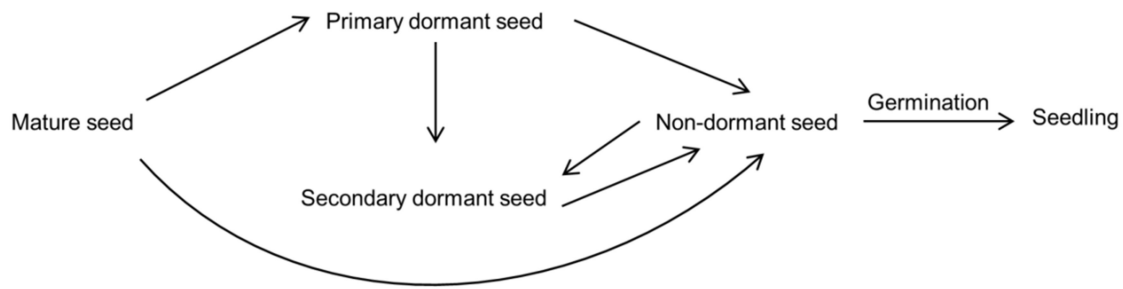 Primary dormant seed
Mature seed
Non-dormant seed
Germination
Seedling
Secondary dormant seed